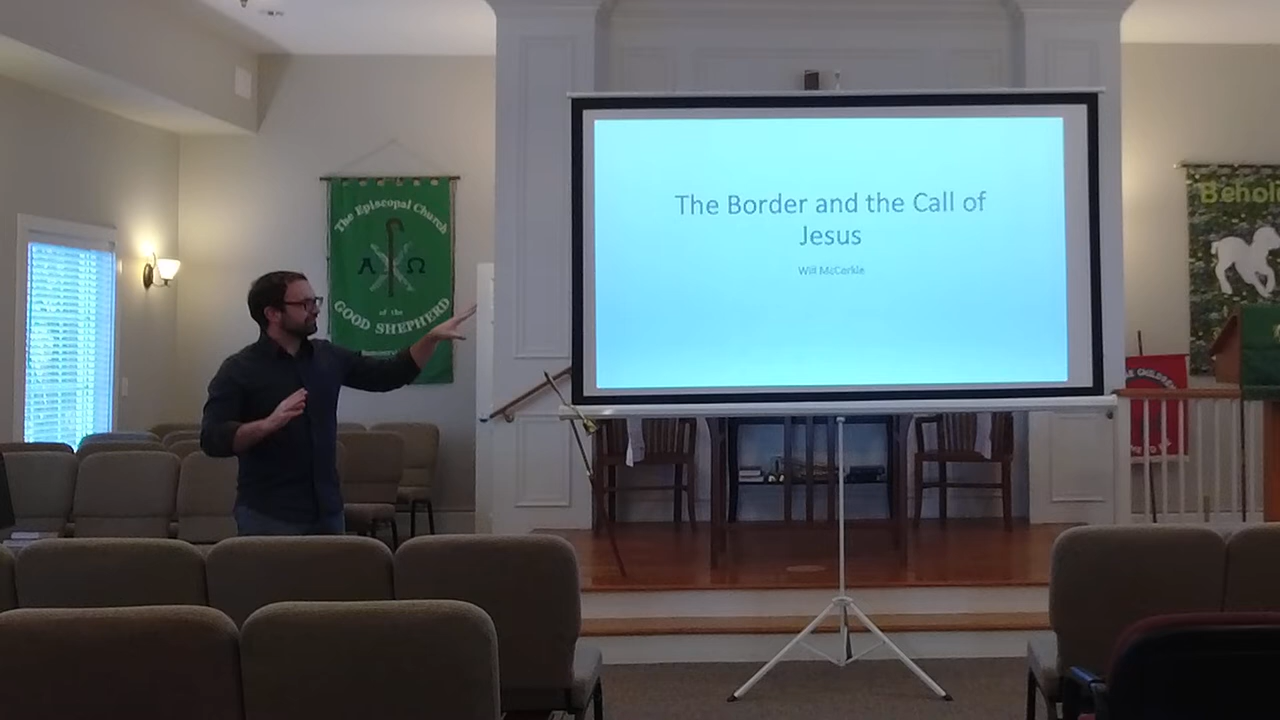 The Episcopal Church
Α Ω
of the
GOOD SHEPHERD
The Border and the Call of
Jesus
Will McCorkle
Behol